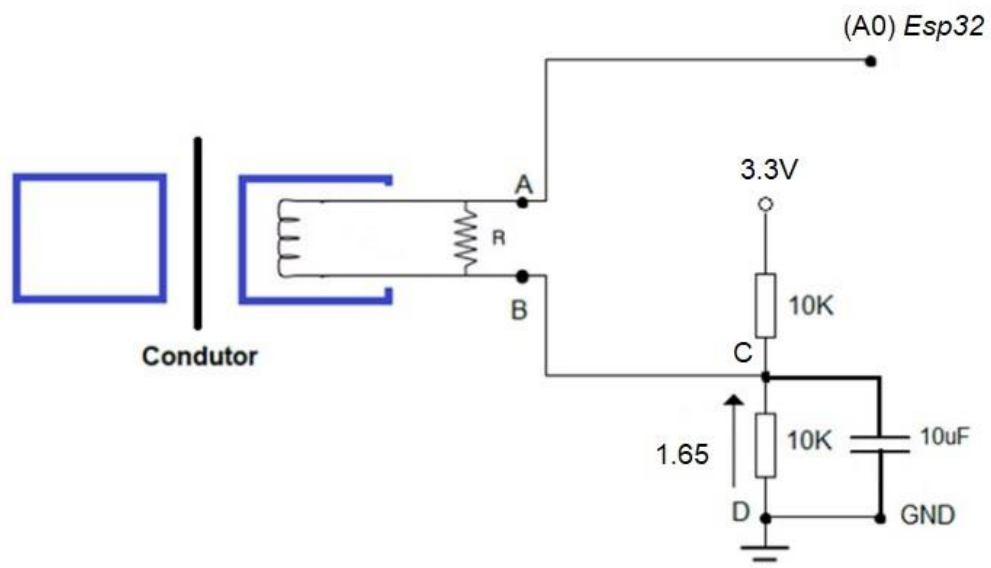 (A0) Esp32
3.3V
A
R
10K
B
Condutor
C
1.65
10K
10uF
D
GND